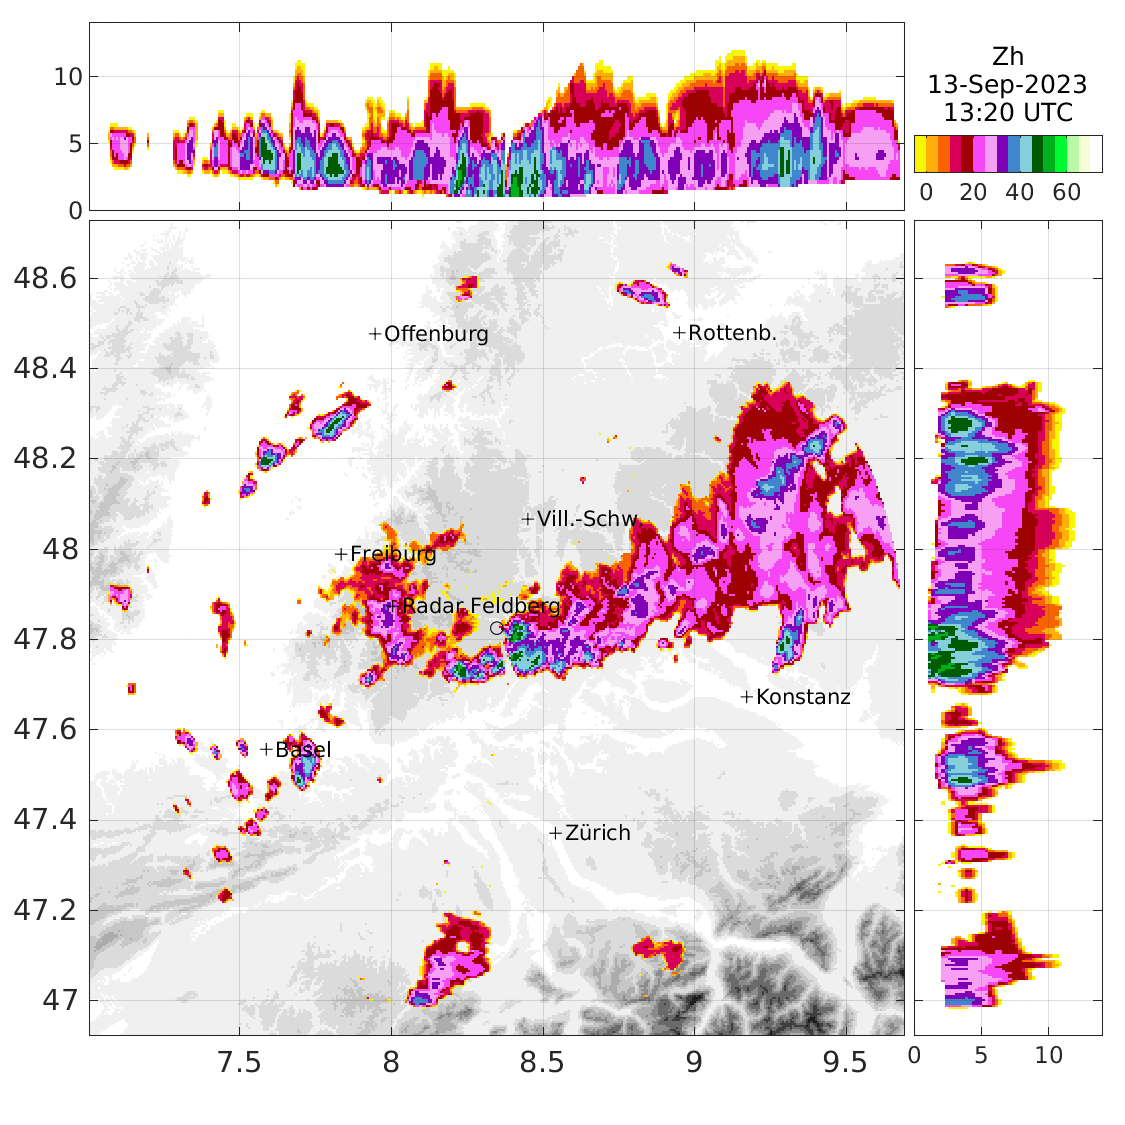 Zh
13-Sep-2023
13:20 UTC
0 20 40 60
10
5
0
48.6
48.4
48.2
48
47.8
47.6
47.4
47.2
47
+Offenburg
+Rottenb.
+Vill.-Schw.
+Freiburg
+Radar Feldberg
+Konstanz
+Basel
+Zürich
7.5 8 8.5 9 9.5
0 5 10